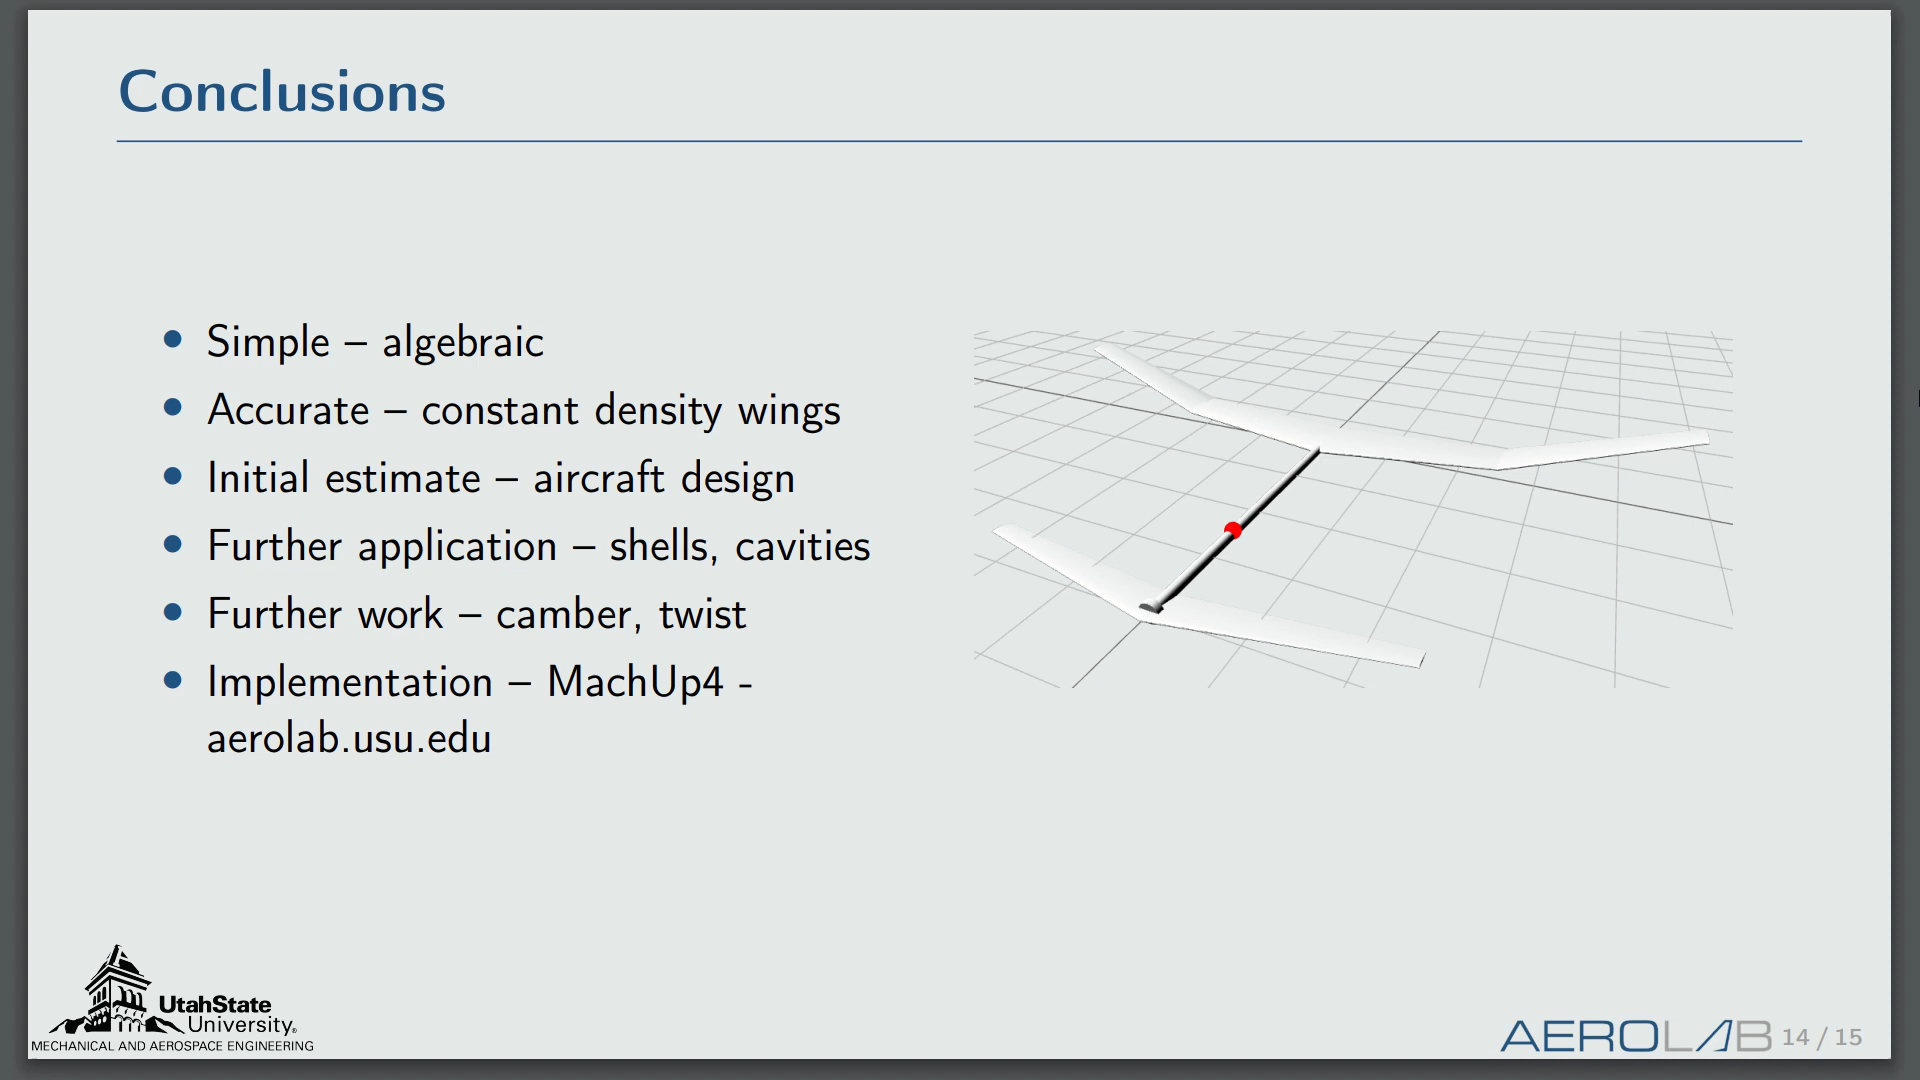 Conclusions
• Simple – algebraic
• Accurate – constant density wings
• Initial estimate – aircraft design
• Further application – shells, cavities
• Further work – camber, twist
• Implementation – MachUp4 -
aerolab.usu.edu
UtahState
University®
MECHANICAL AND AEROSPACE ENGINEERING
AEROLAB 14 / 15